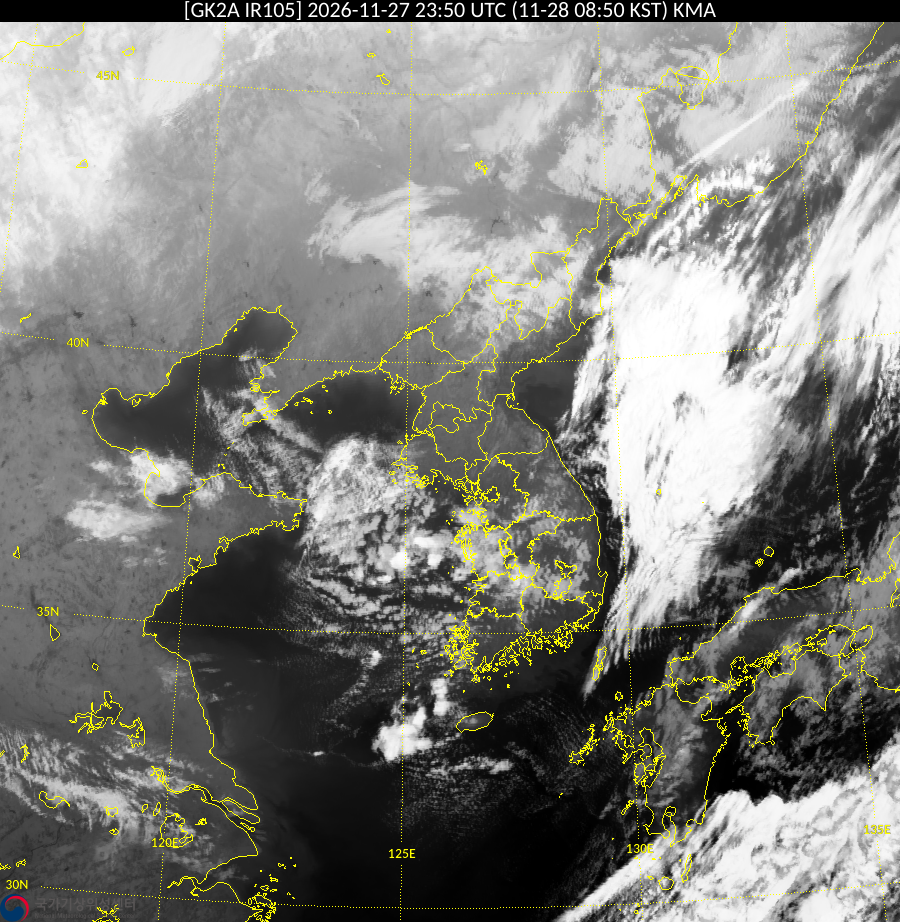 [GK2A IR105] 2026-11-27 23:50 UTC (11-28 08:50 KST) KMA
45N
40N
35N
120E
125E
130E
135E
30N